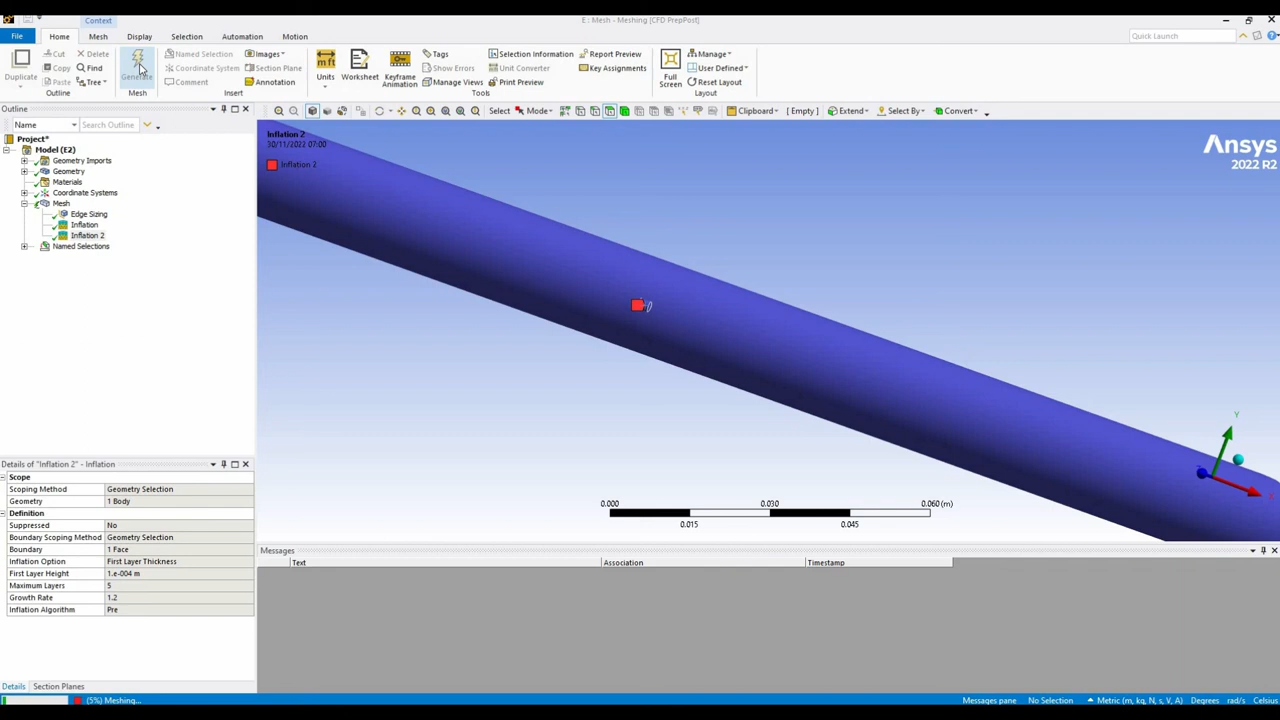 Context
E : Mesh - Meshing [CFD PrepPost]
File Home Mesh Display Selection Automation Motion
Quick Launch
Duplicate
Cut
Copy
Paste
Delete
Find
Tree
Outline
Mesh
Named Selection
Coordinate System
Comment
Images
Section Plane
Annotation
Insert
Units
Worksheet
Keyframe
Animation
Tags
Show Errors
Manage Views
Selection Information
Unit Converter
Print Preview
Report Preview
Key Assignments
Tools
Full
Screen
Manage
User Defined
Reset Layout
Layout
Outline
Name
Search Outline
Select Mode Clipboard [Empty] Extend Select By Convert
Project*
Model (E2)
Geometry Imports
Geometry
Materials
Coordinate Systems
Mesh
Edge Sizing
Inflation
Inflation 2
Named Selections
Inflation 2
30/11/2022 07:00
Inflation 2
Ansys
2022 R2
Y
0.000 0.030 0.060 (m)
0.015 0.045
Details of "Inflation 2" - Inflation
Scope
Scoping Method Geometry Selection
Geometry 1 Body
Definition
Suppressed No
Boundary Scoping Method Geometry Selection
Boundary 1 Face
Inflation Option First Layer Thickness
First Layer Height 1.e-004 m
Maximum Layers 5
Growth Rate 1.2
Inflation Algorithm Pre
Messages
Text Association Timestamp
Details Section Planes
(5%) Meshing...
Messages pane No Selection Metric (m, kg, N, s, V, A) Degrees rad/s Celsius